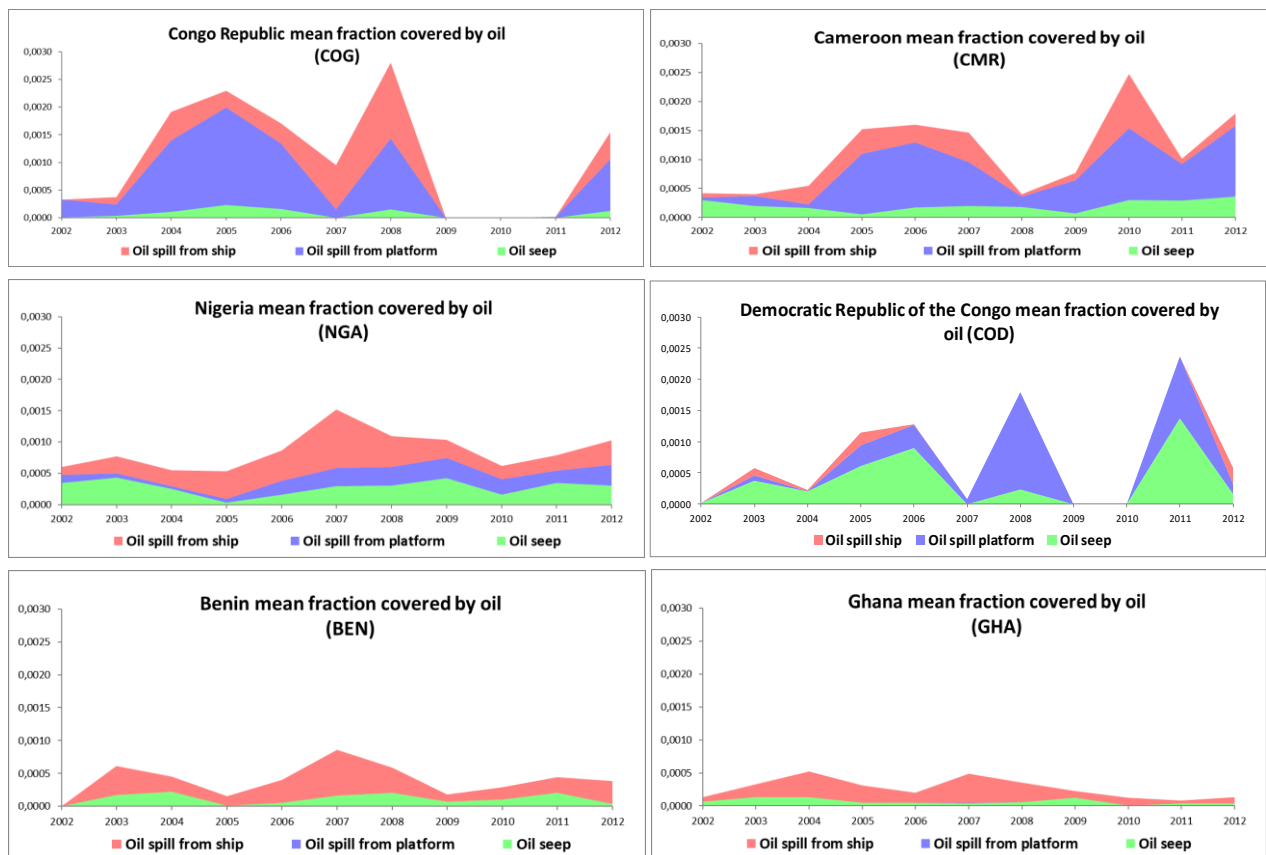 Congo Republic mean fraction covered by oil
(COG)
0,0030
0,0025
0,0020
0,0015
0,0010
0,0005
0,0000
2002 2003 2004 2005 2006 2007 2008 2009 2010 2011 2012
Oil spill from ship Oil spill from platform Oil seep
Cameroon mean fraction covered by oil
(CMR)
0,0030
0,0025
0,0020
0,0015
0,0010
0,0005
0,0000
2002 2003 2004 2005 2006 2007 2008 2009 2010 2011 2012
Oil spill from ship Oil spill from platform Oil seep
Nigeria mean fraction covered by oil
(NGA)
0,0030
0,0025
0,0020
0,0015
0,0010
0,0005
0,0000
2002 2003 2004 2005 2006 2007 2008 2009 2010 2011 2012
Oil spill from ship Oil spill from platform Oil seep
Democratic Republic of the Congo mean fraction covered by
oil (COD)
0,0030
0,0025
0,0020
0,0015
0,0010
0,0005
0,0000
2002 2003 2004 2005 2006 2007 2008 2009 2010 2011 2012
Oil spill ship Oil spill platform Oil seep
Benin mean fraction covered by oil
(BEN)
0,0030
0,0025
0,0020
0,0015
0,0010
0,0005
0,0000
2002 2003 2004 2005 2006 2007 2008 2009 2010 2011 2012
Oil spill from ship Oil spill from platform Oil seep
Ghana mean fraction covered by oil
(GHA)
0,0030
0,0025
0,0020
0,0015
0,0010
0,0005
0,0000
2002 2003 2004 2005 2006 2007 2008 2009 2010 2011 2012
Oil spill from ship Oil spill from platform Oil seep